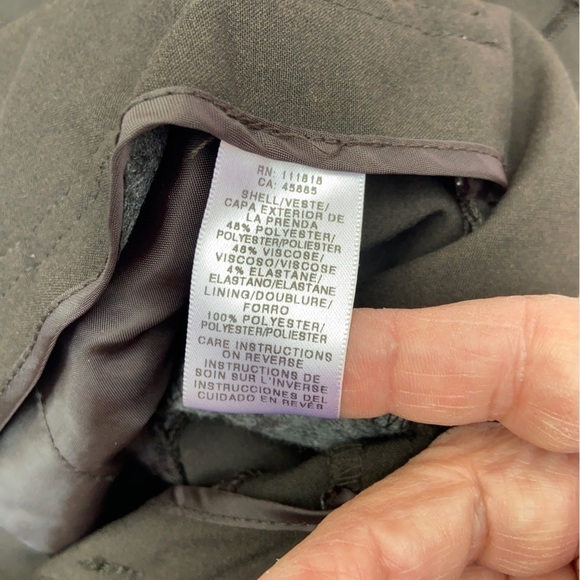 RN: 111818
CA: 45885
SHELL/VESTE/
CAPA EXTERIOR DE
LA PRENDA
48% POLYESTER/
POLYESTER/POLIESTER
48% VISCOSE/
VISCOSO/VISCOSE
4% ELASTANE/
ELASTANO/ELASTANE
LINING/DOUBLURE/
FORRO
100% POLYESTER/
POLYESTER/POLIESTER
CARE INSTRUCTIONS
ON REVERSE
INSTRUCTIONS DE
SOIN SUR L'INVERSE
INSTRUCCIONES DEL
CUIDADO EN REVÉS